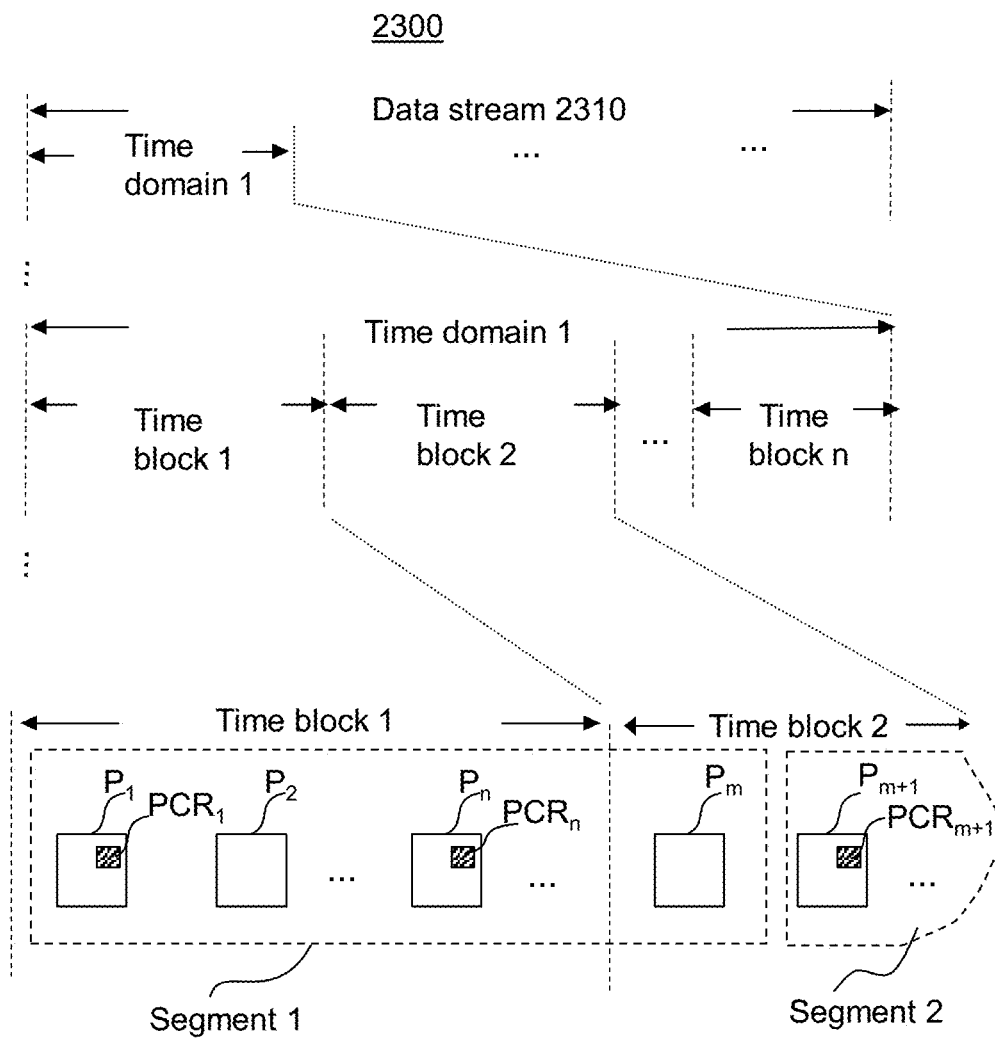 2300
Data stream 2310
Time
domain 1
...
...
...
Time domain 1
Time
block 1
Time
block 2
...
Time
block n
...
Time block 1
Time block 2
P1
PCR1
P2
Pn
PCRn
Pm
Pm+1
PCRm+1
...
...
...
Segment 1
Segment 2